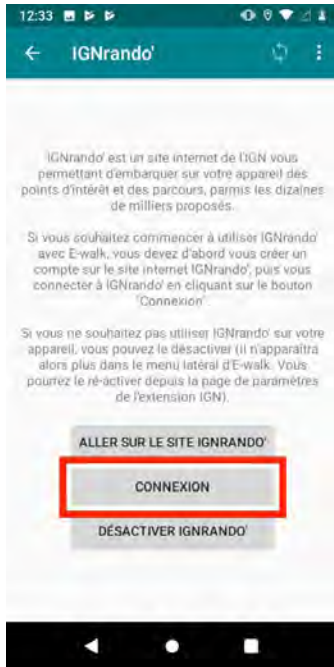 12:33
IGNrando'
IGNrando' est un site internet de l'IGN vous
permettant d'embarquer sur votre appareil des
points d'intérêt et des parcours, parmis les dizaines
de milliers proposés.
Si vous souhaitez commencer à utiliser IGNrando'
avec E-walk, vous devez d'abord vous créer un
compte sur le site internet IGNrando', puis vous
connecter à IGNrando' en cliquant sur le bouton
'Connexion'.
Si vous ne souhaitez pas utiliser IGNrando' sur votre
appareil, vous pouvez le désactiver (il n'apparaîtra
alors plus dans le menu latéral d'E-walk. Vous
pourrez le ré-activer depuis la page de paramètres
de l'extension IGN).
ALLER SUR LE SITE IGNRANDO'
CONNEXION
DÉSACTIVER IGNRANDO'